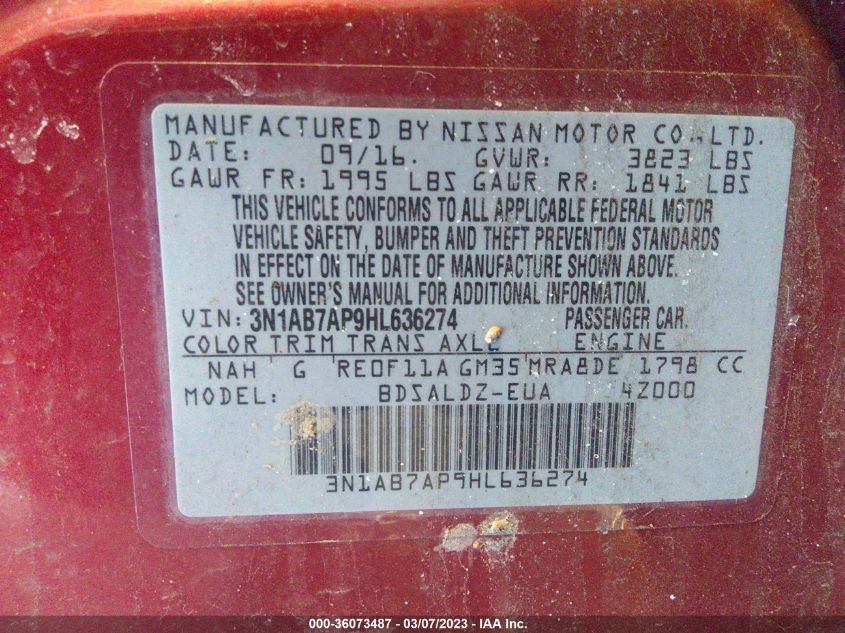 MANUFACTURED BY NISSAN MOTOR CO., LTD.
DATE: 09/16. GVWR: 3823 LBS
GAWR FR: 1995 LBS GAWR RR: 1841 LBS
THIS VEHICLE CONFORMS TO ALL APPLICABLE FEDERAL MOTOR
VEHICLE SAFETY, BUMPER AND THEFT PREVENTION STANDARDS
IN EFFECT ON THE DATE OF MANUFACTURE SHOWN ABOVE.
SEE OWNER'S MANUAL FOR ADDITIONAL INFORMATION.
VIN: 3N1AB7AP9HL636274 PASSENGER CAR.
COLOR TRIM TRANS AXLE ENGINE
NAH G RE0F11A GM35 MRA8DE 1798 CC
MODEL: BDSALDZ-EUA 4Z000
3N1AB7AP9HL636274
000-36073487 - 03/07/2023 - IAA Inc.